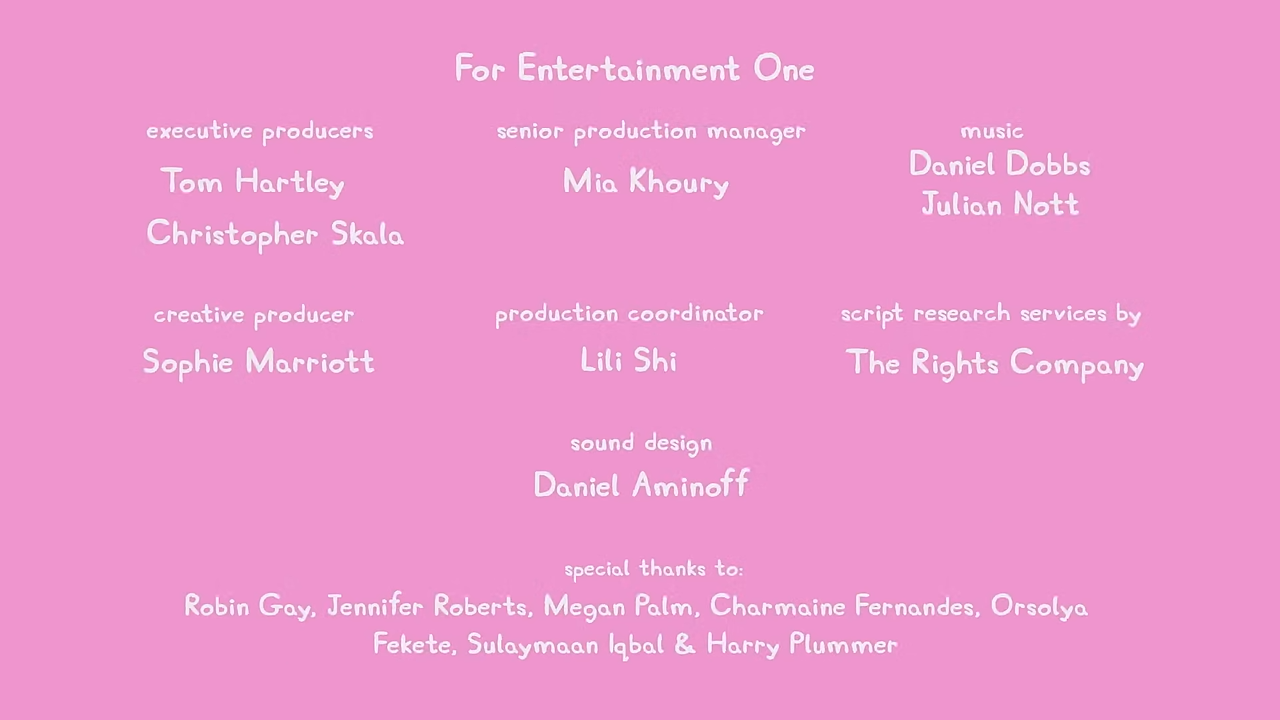 For Entertainment One
executive producers
Tom Hartley
Christopher Skala
senior production manager
Mia Khoury
music
Daniel Dobbs
Julian Nott
creative producer
Sophie Marriott
production coordinator
Lili Shi
script research services by
The Rights Company
sound design
Daniel Aminoff
special thanks to:
Robin Gay, Jennifer Roberts, Megan Palm, Charmaine Fernandes, Orsolya
Fekete, Sulaymaan Iqbal & Harry Plummer